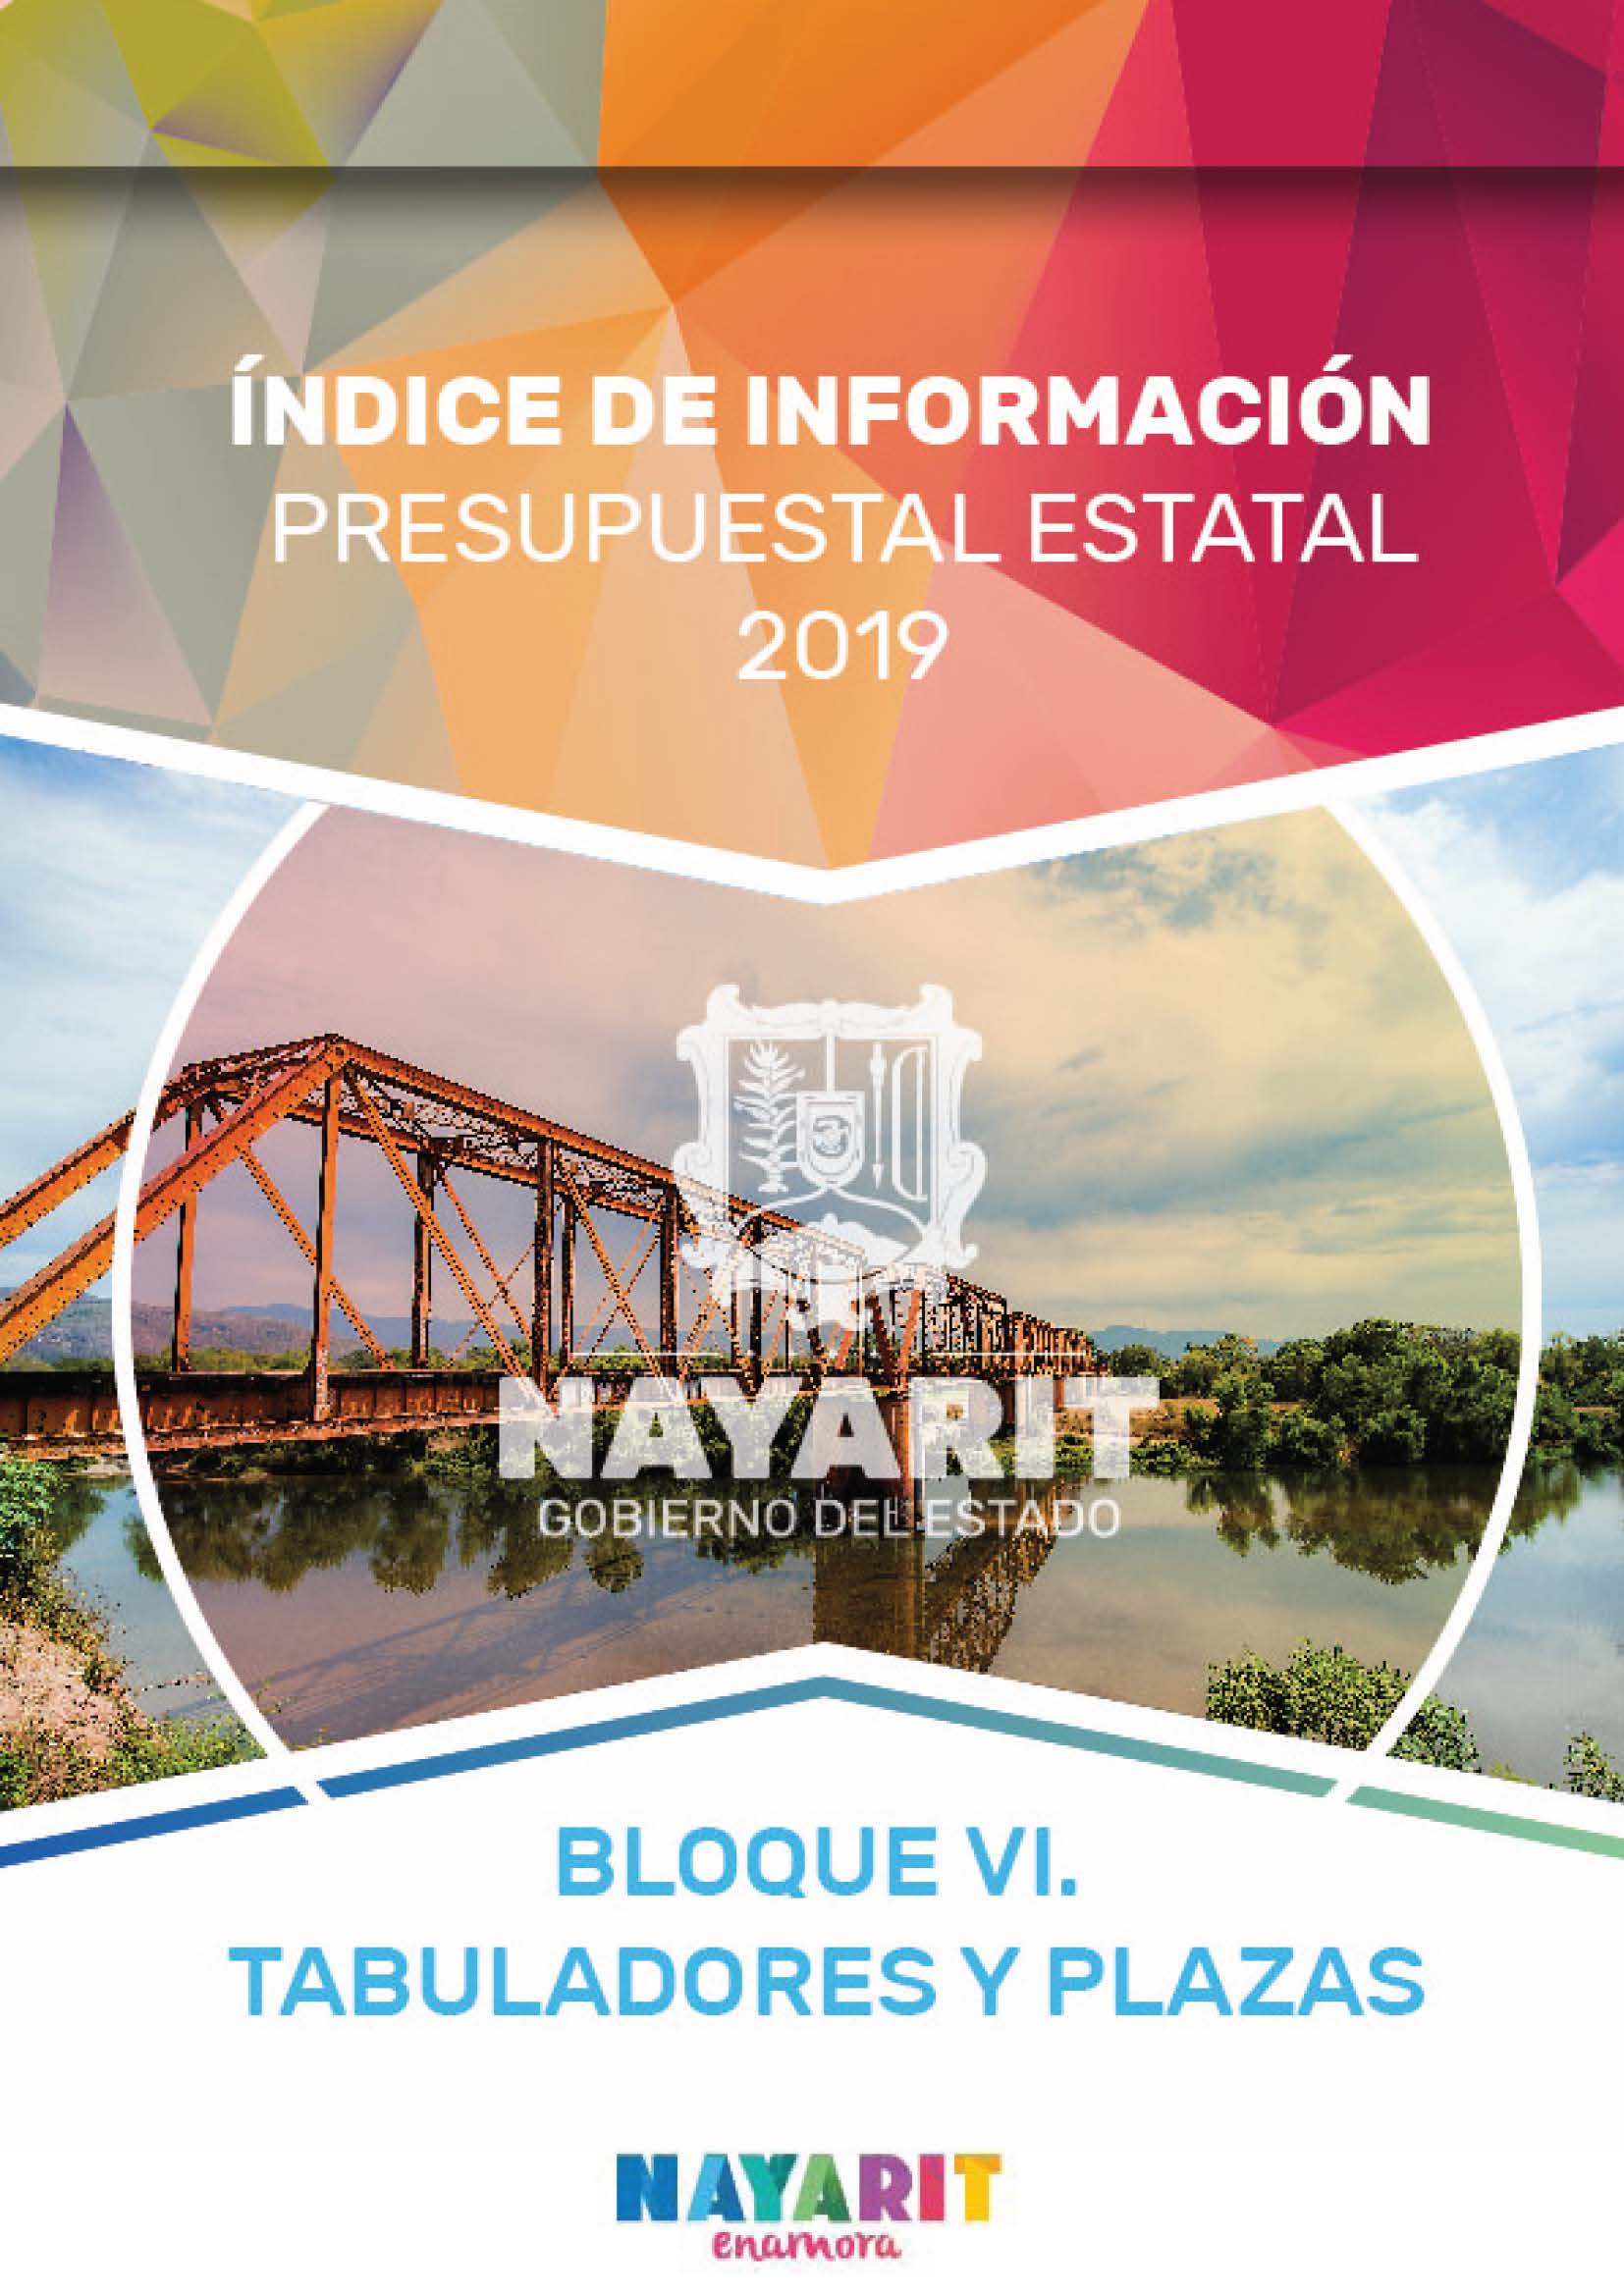 ÍNDICE DE INFORMACIÓN
PRESUPUESTAL ESTATAL
2019
NAYARIT
GOBIERNO DEL ESTADO
BLOQUE VI.
TABULADORES Y PLAZAS
NAYARIT
enamora